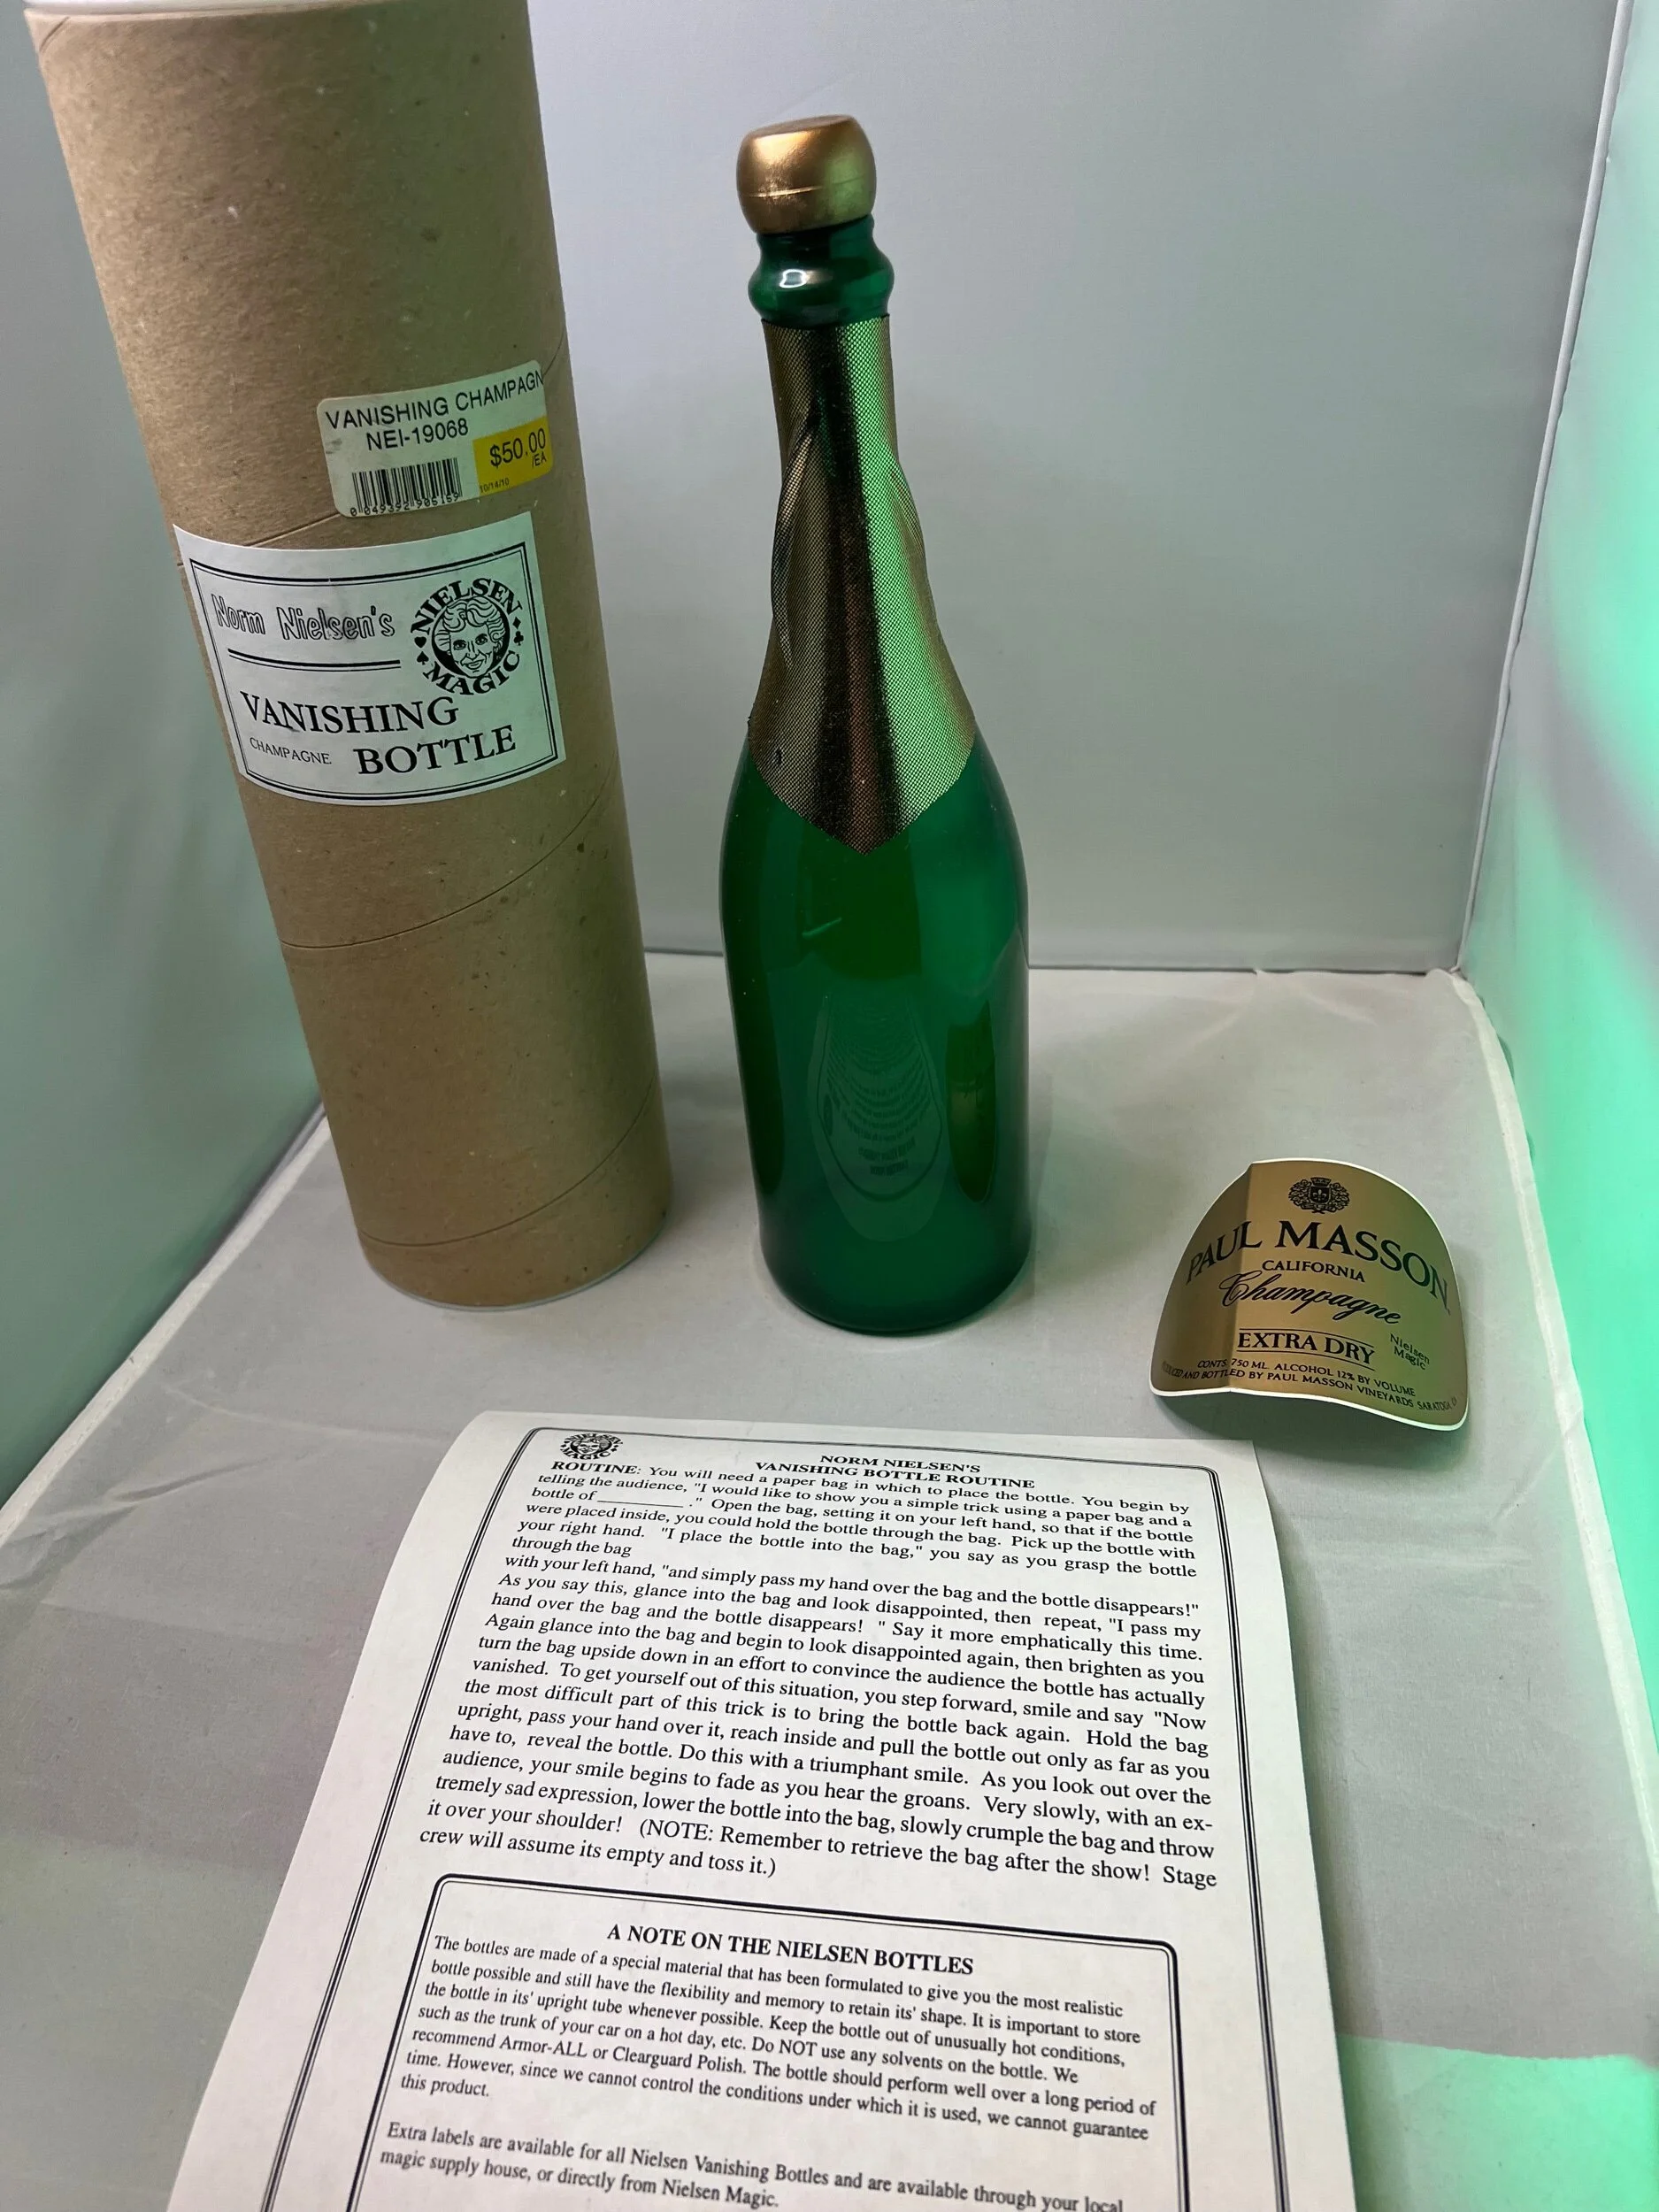 VANISHING CHAMPAGN
NEI-19068
$50.00
/EA
10/14/10
Norm Nielsen's
NIELSEN
MAGIC
VANISHING
CHAMPAGNE BOTTLE
PAUL MASSON
CALIFORNIA
Champagne
EXTRA DRY
Nielsen
Magic
CONTS. 750 ML. ALCOHOL 12% BY VOLUME
AND BOTTLED BY PAUL MASSON VINEYARDS SARATOGA
NORM NIELSEN'S
VANISHING BOTTLE ROUTINE
ROUTINE: You will need a paper bag in which to place the bottle. You begin by
telling the audience, "I would like to show you a simple trick using a paper bag and a
bottle of __________ ." Open the bag, setting it on your left hand, so that if the bottle
were placed inside, you could hold the bottle through the bag. Pick up the bottle with
your right hand. "I place the bottle into the bag," you say as you grasp the bottle
through the bag
with your left hand, "and simply pass my hand over the bag and the bottle disappears!"
As you say this, glance into the bag and look disappointed, then repeat, "I pass my
hand over the bag and the bottle disappears! " Say it more emphatically this time.
Again glance into the bag and begin to look disappointed again, then brighten as you
turn the bag upside down in an effort to convince the audience the bottle has actually
vanished. To get yourself out of this situation, you step forward, smile and say "Now
the most difficult part of this trick is to bring the bottle back again. Hold the bag
upright, pass your hand over it, reach inside and pull the bottle out only as far as you
have to, reveal the bottle. Do this with a triumphant smile. As you look out over the
audience, your smile begins to fade as you hear the groans. Very slowly, with an ex-
tremely sad expression, lower the bottle into the bag, slowly crumple the bag and throw
it over your shoulder! (NOTE: Remember to retrieve the bag after the show! Stage
crew will assume its empty and toss it.)
A NOTE ON THE NIELSEN BOTTLES
The bottles are made of a special material that has been formulated to give you the most realistic
bottle possible and still have the flexibility and memory to retain its' shape. It is important to store
the bottle in its' upright tube whenever possible. Keep the bottle out of unusually hot conditions,
such as the trunk of your car on a hot day, etc. Do NOT use any solvents on the bottle. We
recommend Armor-ALL or Clearguard Polish. The bottle should perform well over a long period of
time. However, since we cannot control the conditions under which it is used, we cannot guarantee
this product.
Extra labels are available for all Nielsen Vanishing Bottles and are available through your local
magic supply house, or directly from Nielsen Magic.